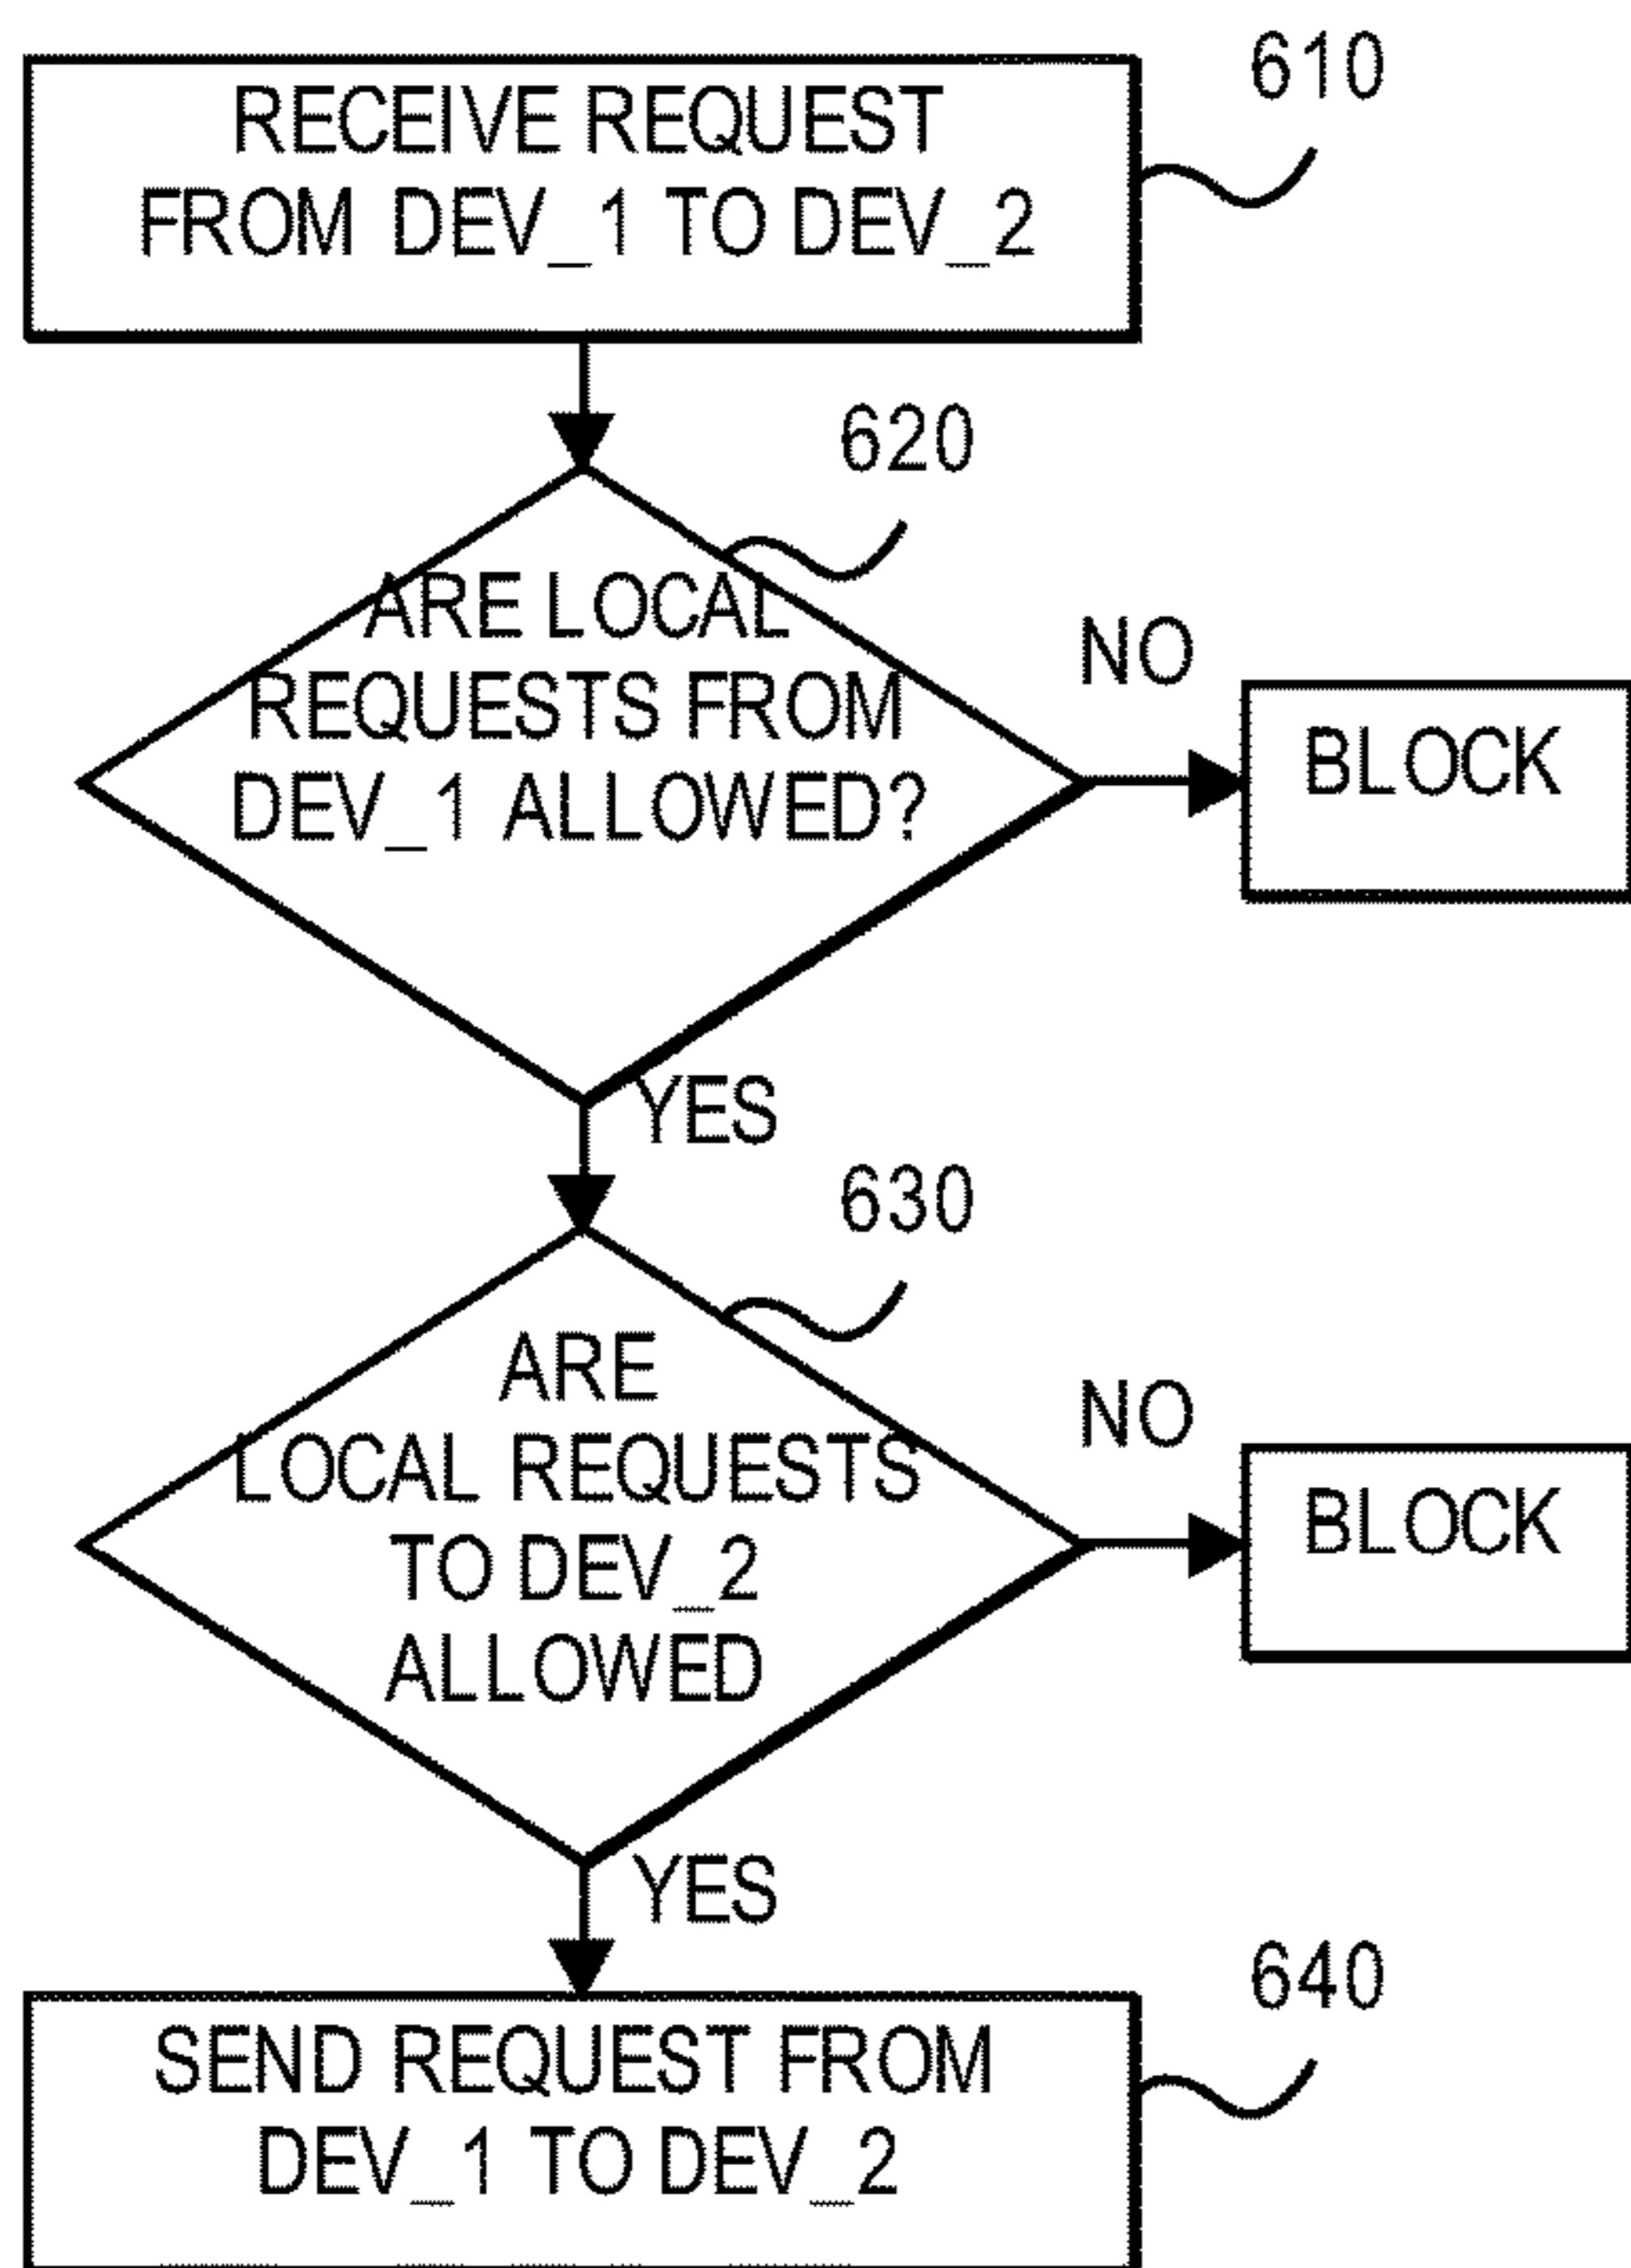 610
RECEIVE REQUEST
FROM DEV_1 TO DEV_2
620
ARE LOCAL
REQUESTS FROM
DEV_1 ALLOWED?
NO
BLOCK
YES
630
ARE
LOCAL REQUESTS
TO DEV_2
ALLOWED
NO
BLOCK
YES
640
SEND REQUEST FROM
DEV_1 TO DEV_2